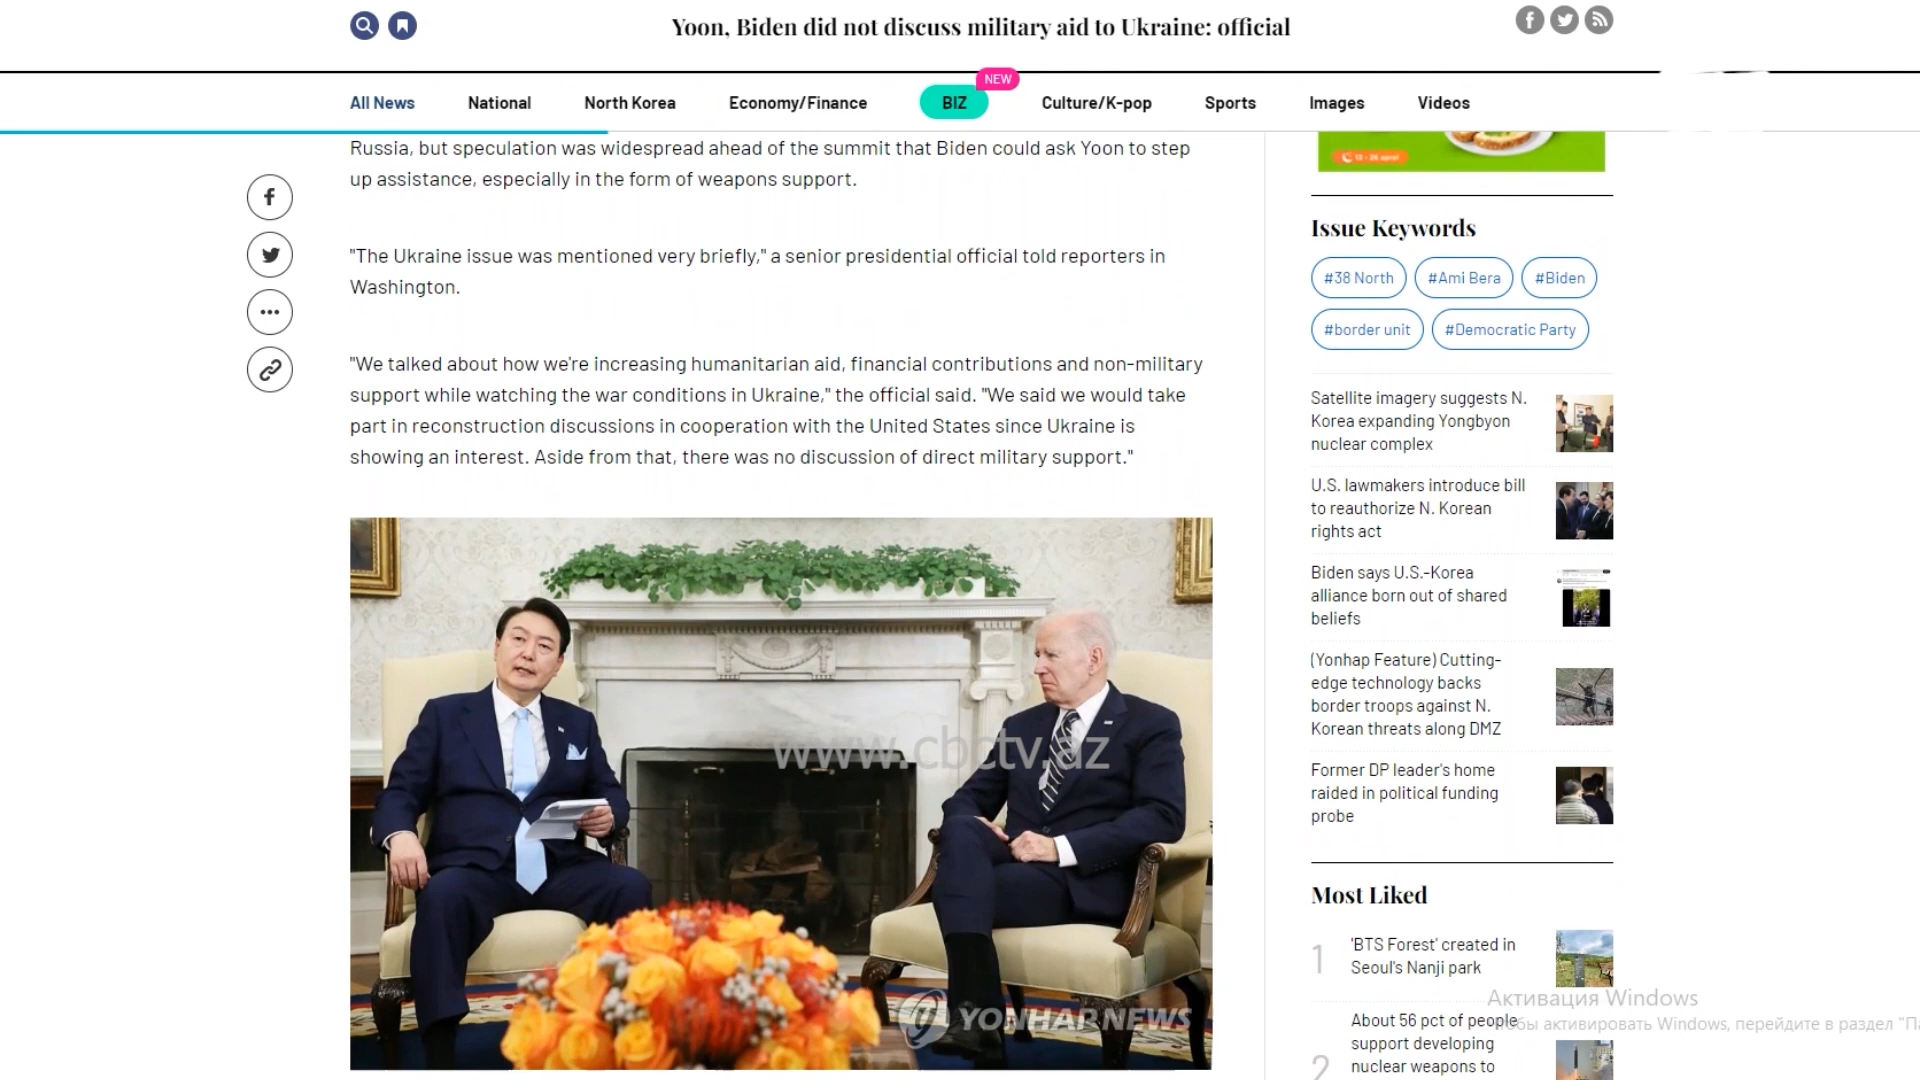 Yoon, Biden did not discuss military aid to Ukraine: official
NEW
All News National North Korea Economy/Finance BIZ Culture/K-pop Sports Images Videos
Russia, but speculation was widespread ahead of the summit that Biden could ask Yoon to step
up assistance, especially in the form of weapons support.
"The Ukraine issue was mentioned very briefly," a senior presidential official told reporters in
Washington.
"We talked about how we're increasing humanitarian aid, financial contributions and non-military
support while watching the war conditions in Ukraine," the official said. "We said we would take
part in reconstruction discussions in cooperation with the United States since Ukraine is
showing an interest. Aside from that, there was no discussion of direct military support."
www.cbctv.az
YONHAPNEWS
Issue Keywords
#38 North #Ami Bera #Biden
#border unit #Democratic Party
Satellite imagery suggests N.
Korea expanding Yongbyon
nuclear complex
U.S. lawmakers introduce bill
to reauthorize N. Korean
rights act
Biden says U.S.-Korea
alliance born out of shared
beliefs
(Yonhap Feature) Cutting-
edge technology backs
border troops against N.
Korean threats along DMZ
Former DP leader's home
raided in political funding
probe
Most Liked
1 'BTS Forest' created in
Seoul's Nanji park
Активация Windows
2 About 56 pct of people
активировать Windows, перейдите в раздел
support developing
nuclear weapons to